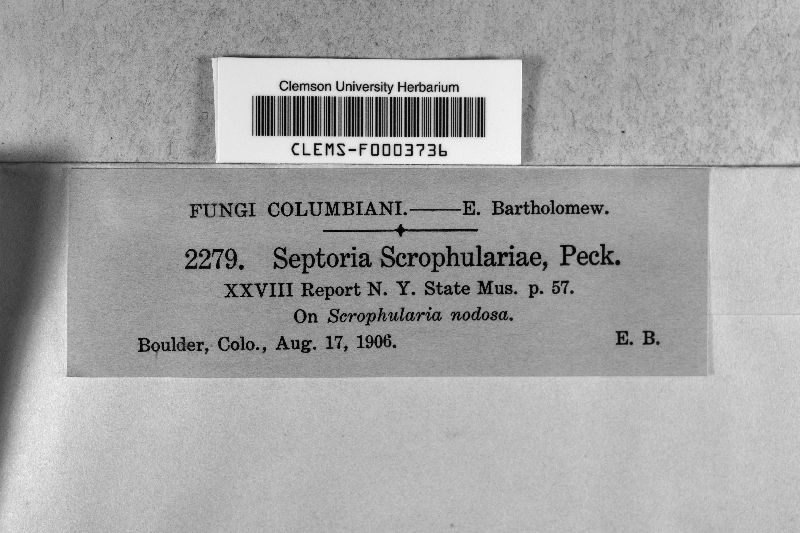 Clemson University Herbarium
CLEMS-F0003736
FUNGI COLUMBIANI.——E. Bartholomew.
2279. Septoria Scrophulariae, Peck.
XXVIII Report N. Y. State Mus. p. 57.
On Scrophularia nodosa.
Boulder, Colo., Aug. 17, 1906. E. B.